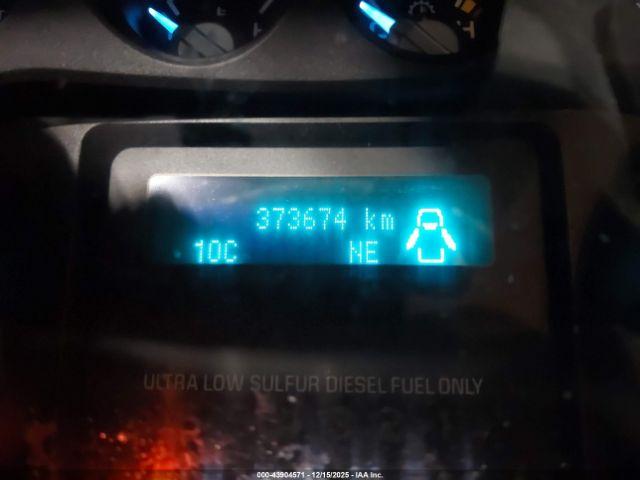 373674 km
10C NE
ULTRA LOW SULFUR DIESEL FUEL ONLY
000-43904571 - 12/15/2025 - IAA Inc.